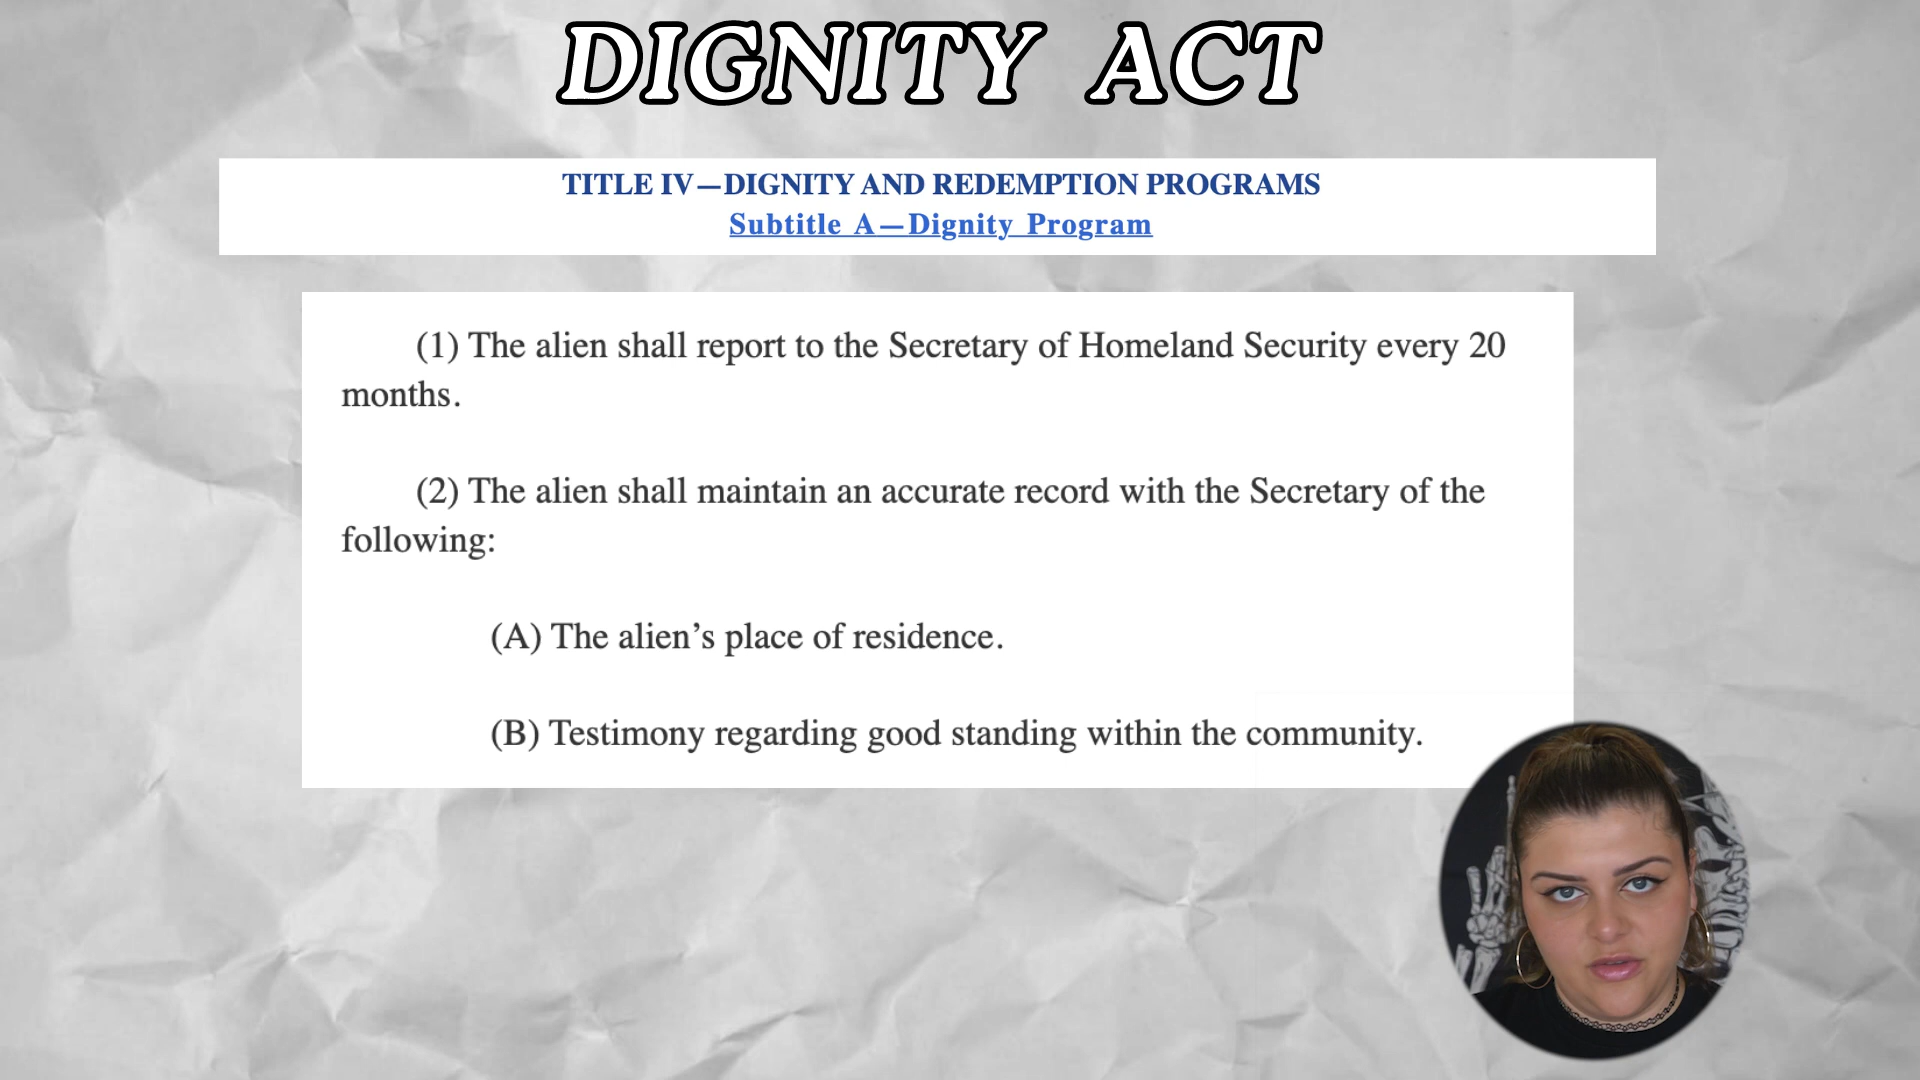 DIGNITY ACT
TITLE IV—DIGNITY AND REDEMPTION PROGRAMS
Subtitle A—Dignity Program
(1) The alien shall report to the Secretary of Homeland Security every 20
months.
(2) The alien shall maintain an accurate record with the Secretary of the
following:
(A) The alien’s place of residence.
(B) Testimony regarding good standing within the community.